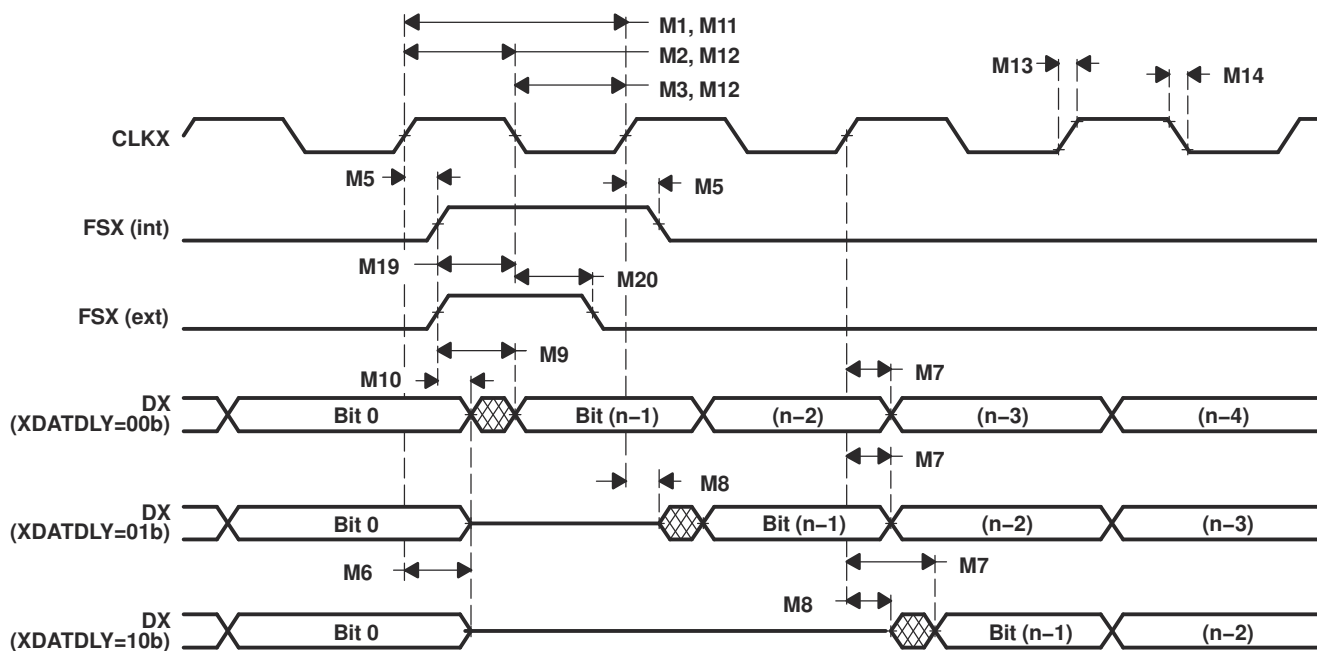 M1, M11
M2, M12
M13
M14
M3, M12
CLKX
M5
M5
FSX (int)
M19
M20
FSX (ext)
M9
M10
M7
DX
(XDATDLY=00b)
Bit 0
Bit (n−1)
(n−2)
(n−3)
(n−4)
M7
M8
DX
(XDATDLY=01b)
Bit 0
Bit (n−1)
(n−2)
(n−3)
M6
M7
M8
DX
(XDATDLY=10b)
Bit 0
Bit (n−1)
(n−2)